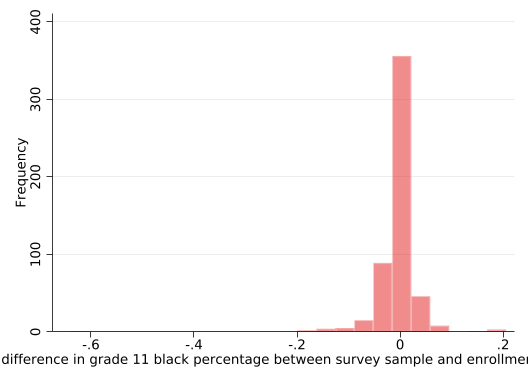 400
300
200
100
0
Frequency
-.6 -.4 -.2 0 .2
difference in grade 11 black percentage between survey sample and enrollme